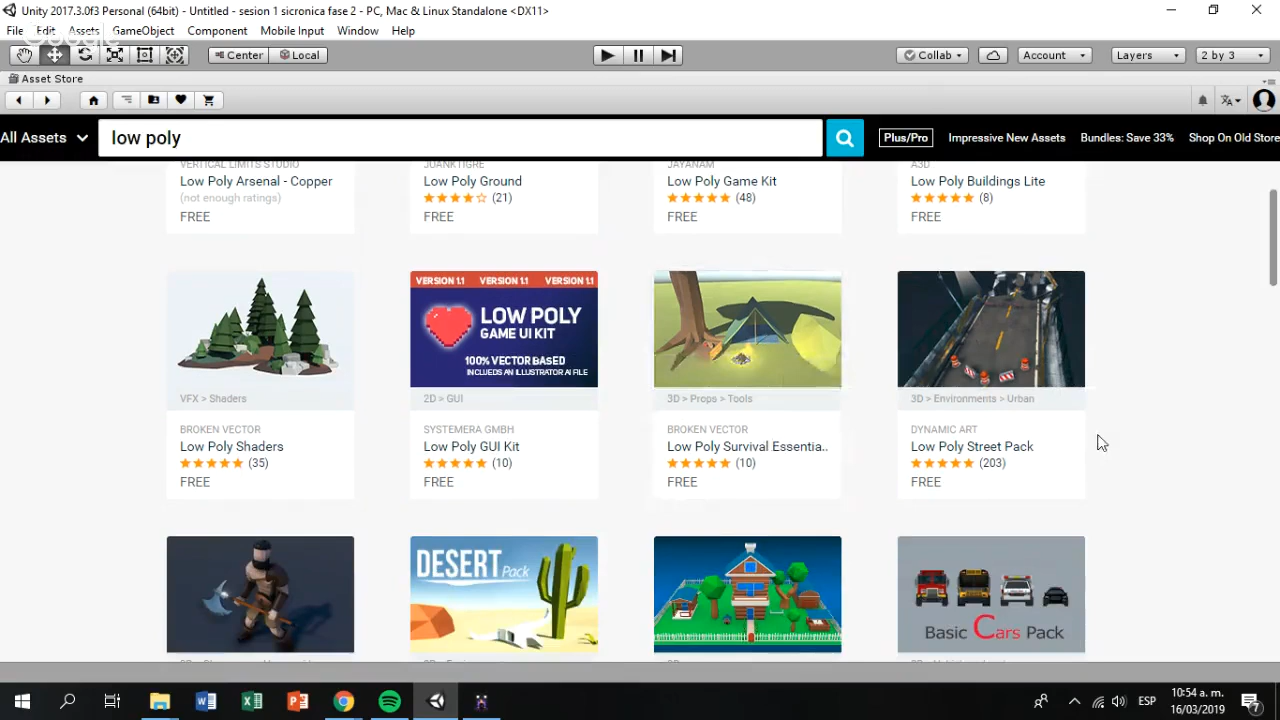 Unity 2017.3.0f3 Personal (64bit) - Untitled - sesion 1 sicronica fase 2 - PC, Mac & Linux Standalone <DX11>
File Edit Assets GameObject Component Mobile Input Window Help
Google
Center Local Collab Account Layers 2 by 3
Asset Store
All Assets low poly Plus/Pro Impressive New Assets Bundles: Save 33% Shop On Old Store
VERTICAL LIMITS STUDIO JUANKTIGRE JAYANAM A3D
Low Poly Arsenal - Copper Low Poly Ground Low Poly Game Kit Low Poly Buildings Lite
(not enough ratings) (21) (48) (8)
FREE FREE FREE FREE
VERSION 1.1 VERSION 1.1 VERSION 1.1
LOW POLY
GAME UI KIT
100% VECTOR BASED
INCLUEDS AN ILLUSTRATOR AI FILE
VFX > Shaders 2D > GUI 3D > Props > Tools 3D > Environments > Urban
BROKEN VECTOR SYSTEMERA GMBH BROKEN VECTOR DYNAMIC ART
Low Poly Shaders Low Poly GUI Kit Low Poly Survival Essentia.. Low Poly Street Pack
(35) (10) (10) (203)
FREE FREE FREE FREE
DESERT Pack
Basic Cars Pack
ESP
10:54 a. m.
16/03/2019
7